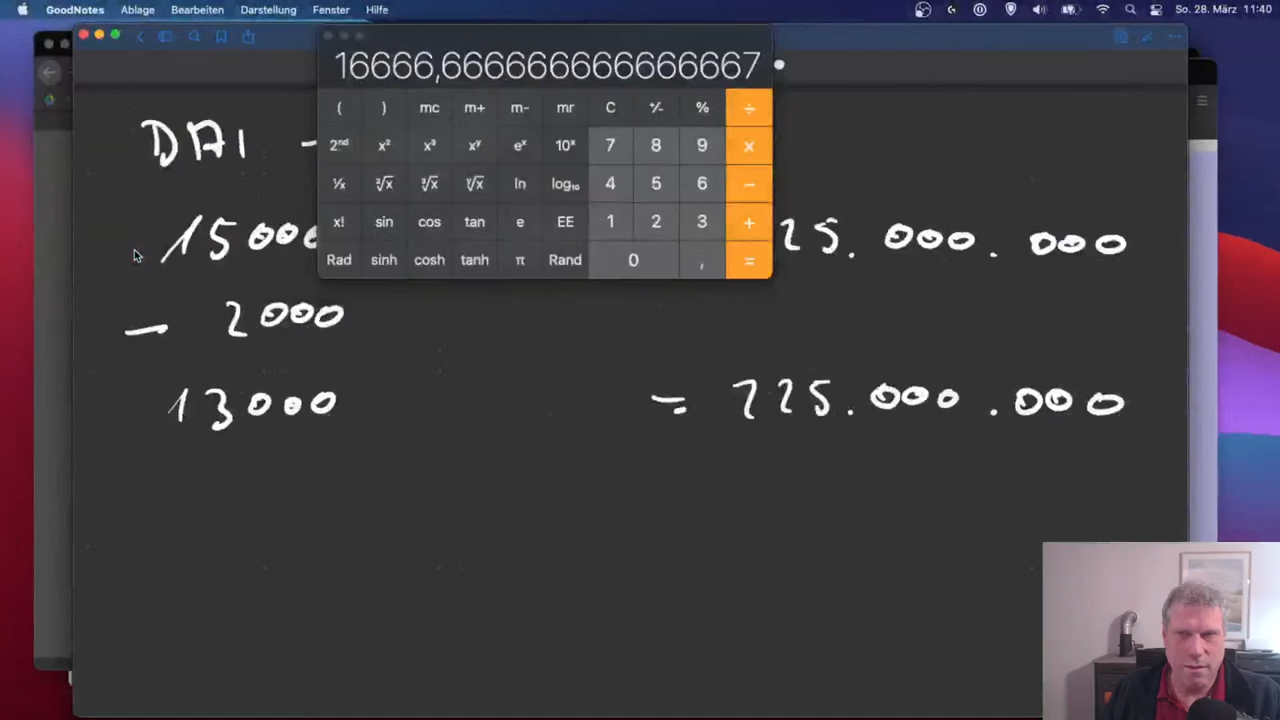 GoodNotes Ablage Bearbeiten Darstellung Fenster Hilfe So. 28. März 11:40
16666,666666666666667
( ) mc m+ m- mr C +/- % ÷
2nd x² x³ xʸ eˣ 10ˣ 7 8 9 ×
1/x ²√x ³√x ʸ√x ln log₁₀ 4 5 6 −
x! sin cos tan e EE 1 2 3 +
Rad sinh cosh tanh π Rand 0 , =
DAI -
15000 25.000.000
- 2000
13000 = 225.000.000